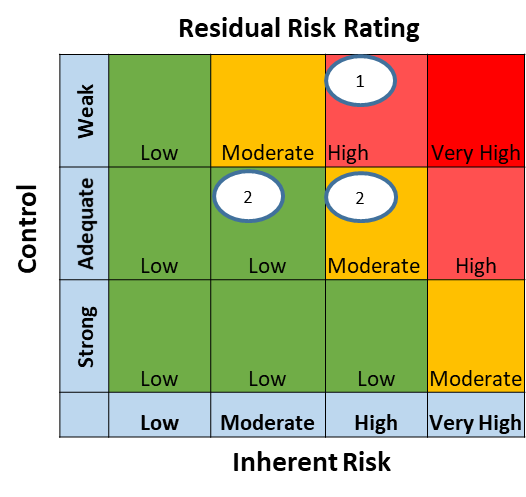 Residual Risk Rating
1
Weak
Low Moderate High Very High
2 2
Adequate
Low Low Moderate High
Control
Strong
Low Low Low Moderate
Low Moderate High Very High
Inherent Risk